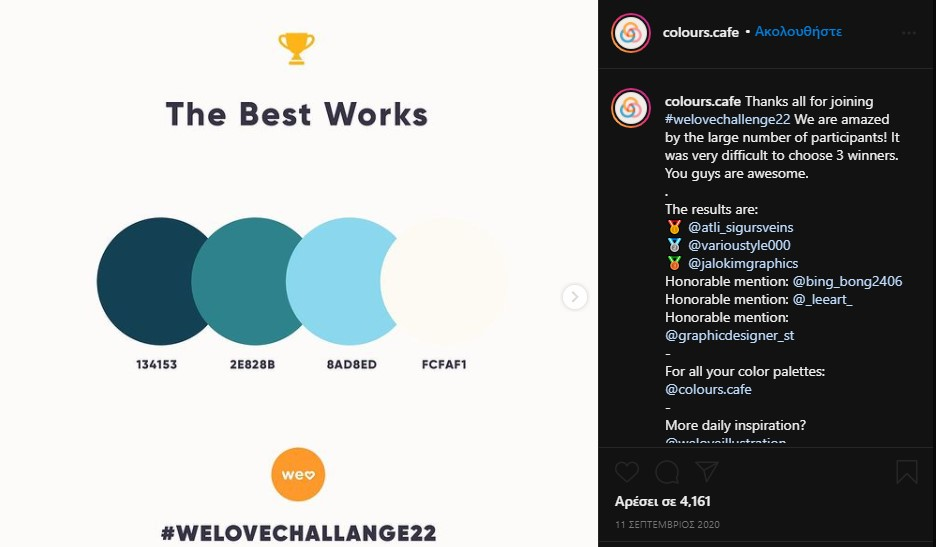 The Best Works
134153 2E828B 8AD8ED FCFAF1
we
#WELOVECHALLANGE22
colours.cafe • Ακολουθήστε
colours.cafe Thanks all for joining
#welovechallenge22 We are amazed
by the large number of participants! It
was very difficult to choose 3 winners.
You guys are awesome.
.
The results are:
🥇 @atli_sigursveins
🥈 @varioustyle000
🥉 @jalokimgraphics
Honorable mention: @bing_bong2406
Honorable mention: @_leeart_
Honorable mention:
@graphicdesigner_st
-
For all your color palettes:
@colours.cafe
-
More daily inspiration?
@weloveillustration
Αρέσει σε 4,161
11 ΣΕΠΤΕΜΒΡΙΟΣ 2020